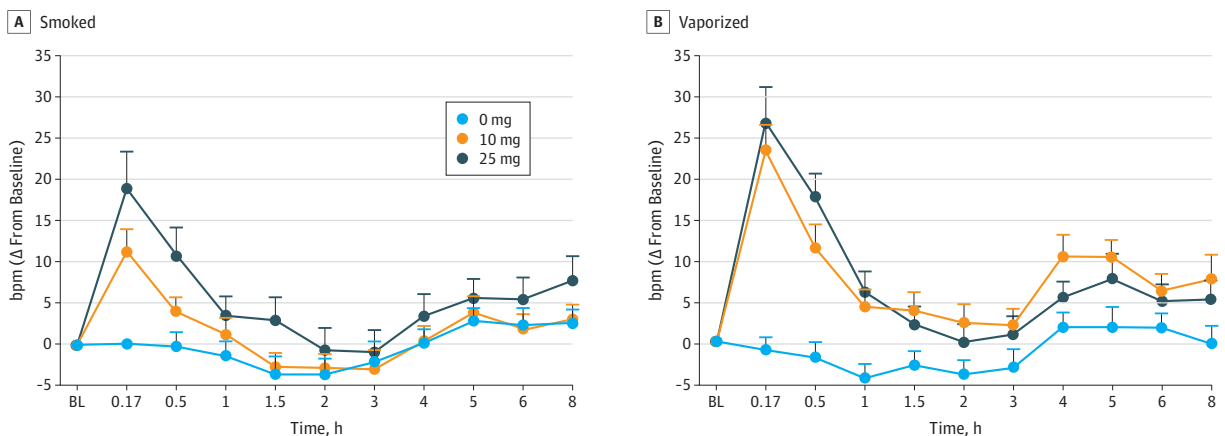 A Smoked
bpm (Δ From Baseline)
35
30
25
20
15
10
5
0
−5
0 mg
10 mg
25 mg
BL 0.17 0.5 1 1.5 2 3 4 5 6 8
Time, h
B Vaporized
bpm (Δ From Baseline)
35
30
25
20
15
10
5
0
−5
BL 0.17 0.5 1 1.5 2 3 4 5 6 8
Time, h